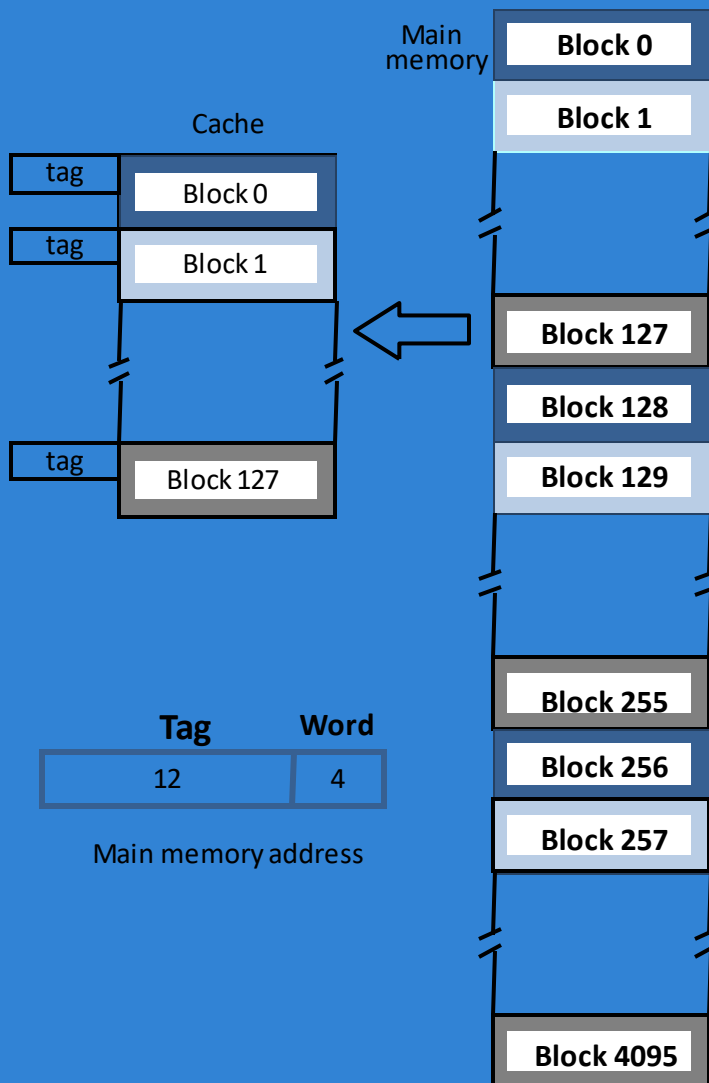 Main
memory
Block 0
Block 1
Cache
tag
Block 0
tag
Block 1
Block 127
Block 128
Block 129
tag
Block 127
Block 255
Tag
Word
12
4
Block 256
Block 257
Main memory address
Block 4095